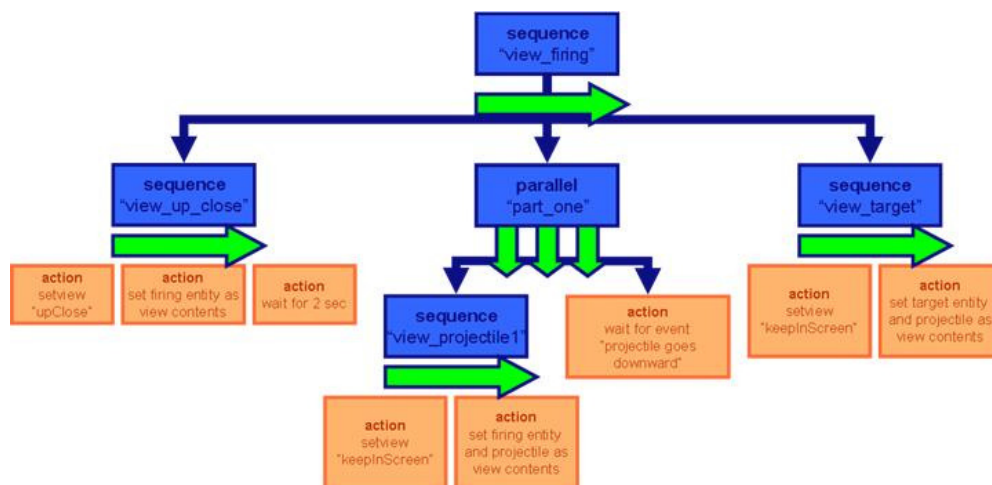 sequence
“view_firing”
sequence
“view_up_close”
parallel
“part_one”
sequence
“view_target”
action
setview
"upClose"
action
set firing entity as
view contents
action
wait for 2 sec
sequence
“view_projectile1”
action
wait for event
“projectile goes
downward”
action
setview
"keepInScreen"
action
set target entity
and projectile as
view contents
action
setview
"keepInScreen"
action
set firing entity
and projectile as
view contents